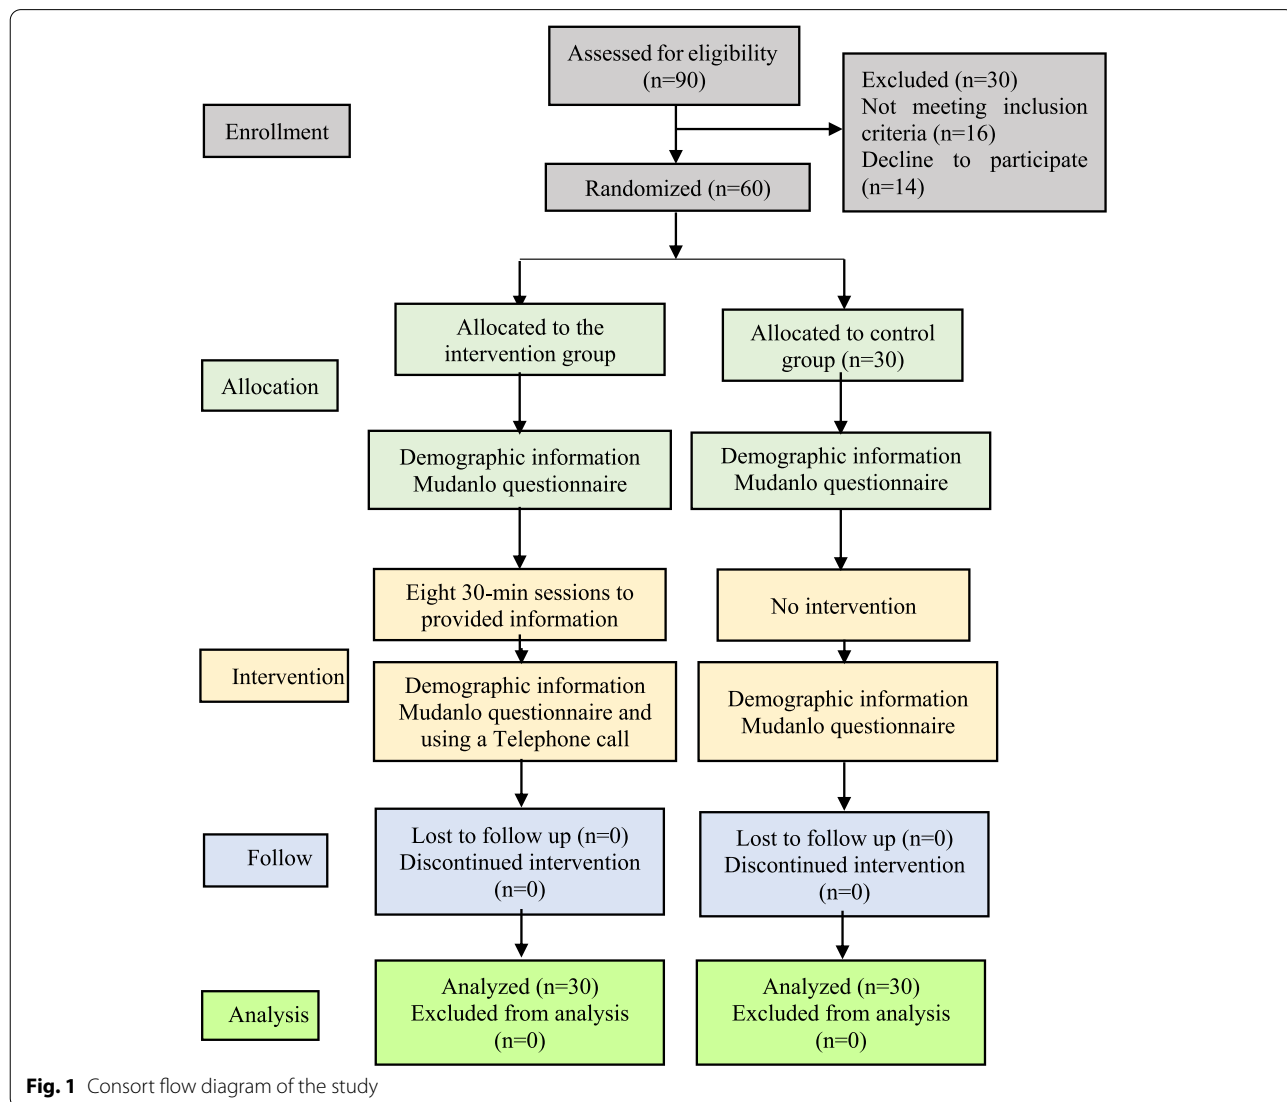 Assessed for eligibility
(n=90)
Excluded (n=30)
Not meeting inclusion
criteria (n=16)
Decline to participate
(n=14)
Enrollment
Randomized (n=60)
Allocated to the
intervention group
Allocated to control
group (n=30)
Allocation
Demographic information
Mudanlo questionnaire
Demographic information
Mudanlo questionnaire
Eight 30-min sessions to
provided information
No intervention
Intervention
Demographic information
Mudanlo questionnaire and
using a Telephone call
Demographic information
Mudanlo questionnaire
Follow
Lost to follow up (n=0)
Discontinued intervention
(n=0)
Lost to follow up (n=0)
Discontinued intervention
(n=0)
Analysis
Analyzed (n=30)
Excluded from analysis
(n=0)
Analyzed (n=30)
Excluded from analysis
(n=0)
Fig. 1 Consort flow diagram of the study